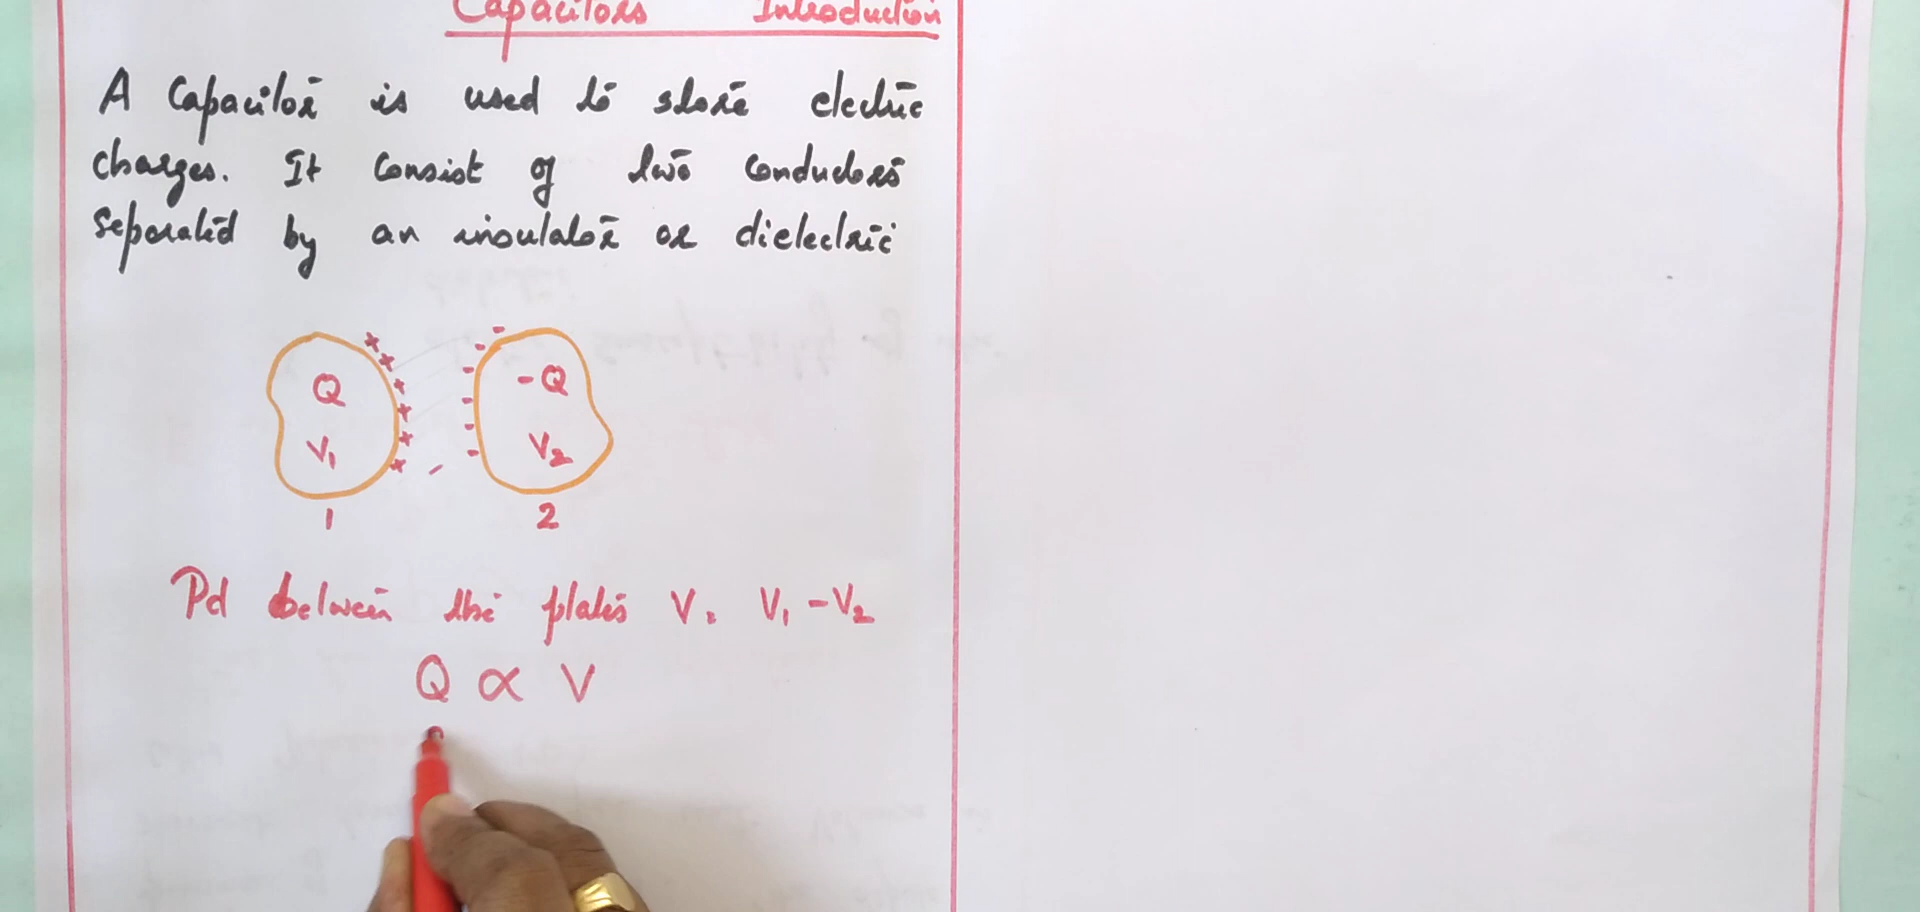 Capacitors Introduction
A Capacitor is used to store electric
charges. It consist of two conductors
separated by an insulator or dielectric
Q -Q
V₁ V₂
1 2
Pd between the plates V = V₁ - V₂
Q ∝ V